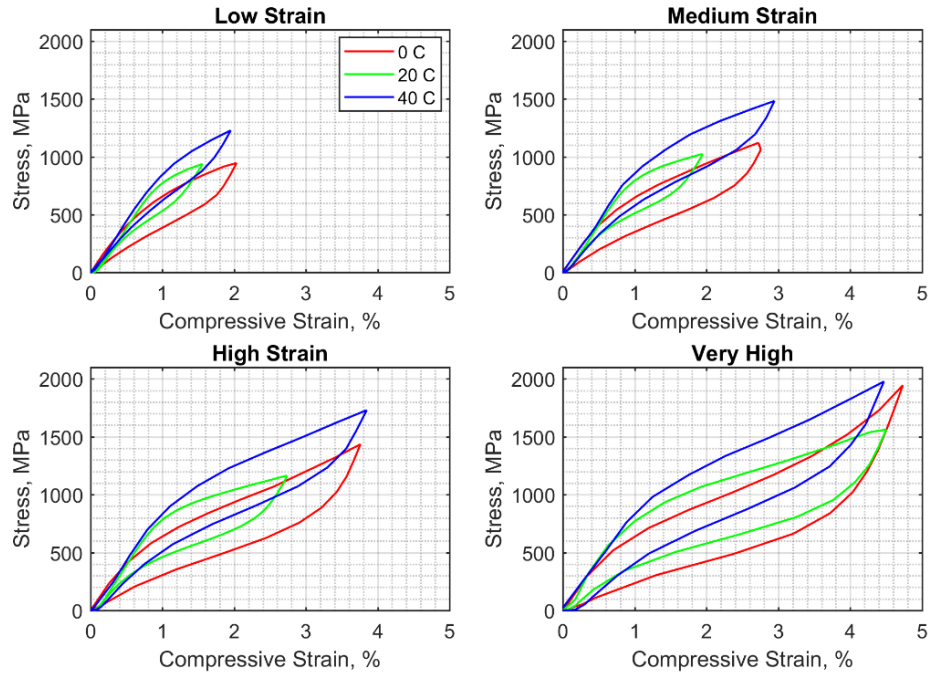 Low Strain
2000
1500
1000
500
0
Stress, MPa
0 1 2 3 4 5
Compressive Strain, %
0 C
20 C
40 C
Medium Strain
2000
1500
1000
500
0
Stress, MPa
0 1 2 3 4 5
Compressive Strain, %
High Strain
2000
1500
1000
500
0
Stress, MPa
0 1 2 3 4 5
Compressive Strain, %
Very High
2000
1500
1000
500
0
Stress, MPa
0 1 2 3 4 5
Compressive Strain, %